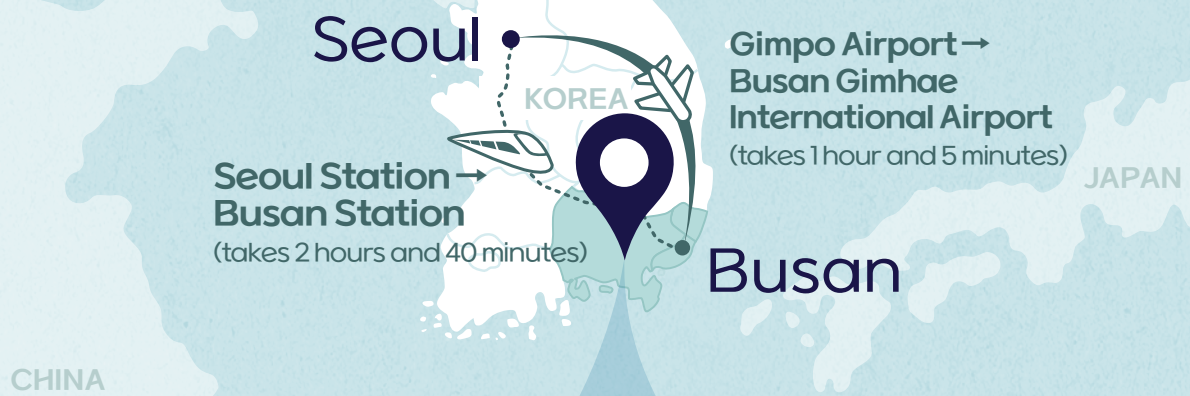 Seoul
Gimpo Airport→
Busan Gimhae
International Airport
(takes 1 hour and 5 minutes)
KOREA
Seoul Station→
Busan Station
(takes 2 hours and 40 minutes)
JAPAN
Busan
CHINA